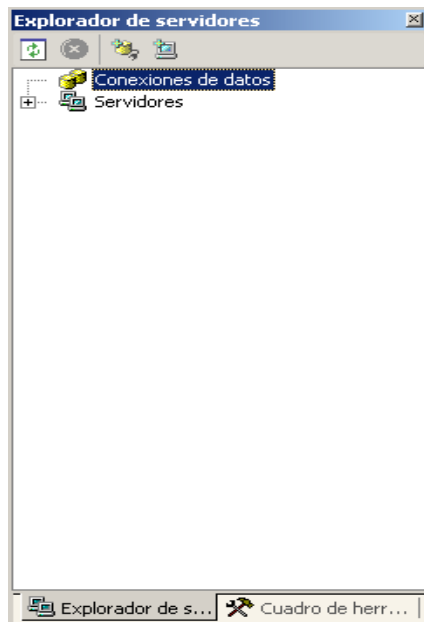 Explorador de servidores
Conexiones de datos
Servidores
Explorador de s... Cuadro de herr...